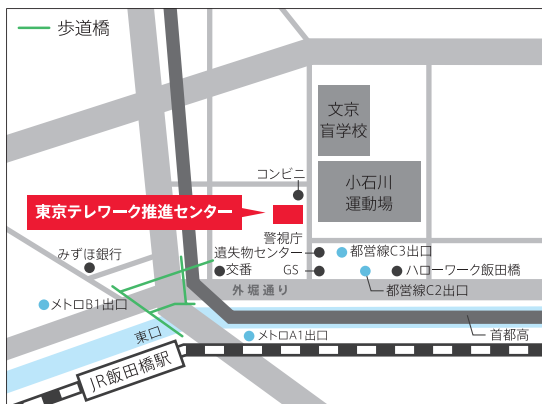 歩道橋
文京
盲学校
コンビニ
小石川
運動場
東京テレワーク推進センター
警視庁
遺失物センター
都営線C3出口
みずほ銀行
交番
GS
ハローワーク飯田橋
外堀通り
都営線C2出口
メトロB1出口
東口
メトロA1出口
首都高
JR飯田橋駅